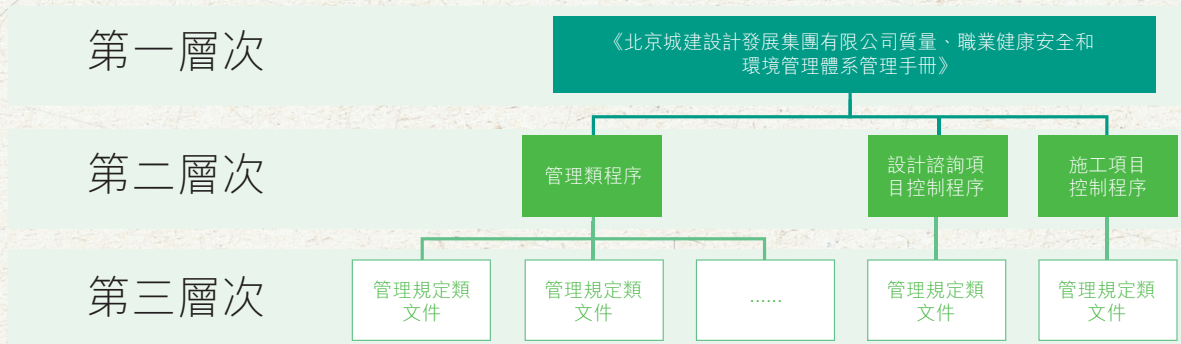 第一層次
《北京城建設計發展集團有限公司質量、職業健康安全和
環境管理體系管理手冊》
第二層次
管理類程序
設計諮詢項
目控制程序
施工項目
控制程序
第三層次
管理規定類
文件
管理規定類
文件
......
管理規定類
文件
管理規定類
文件